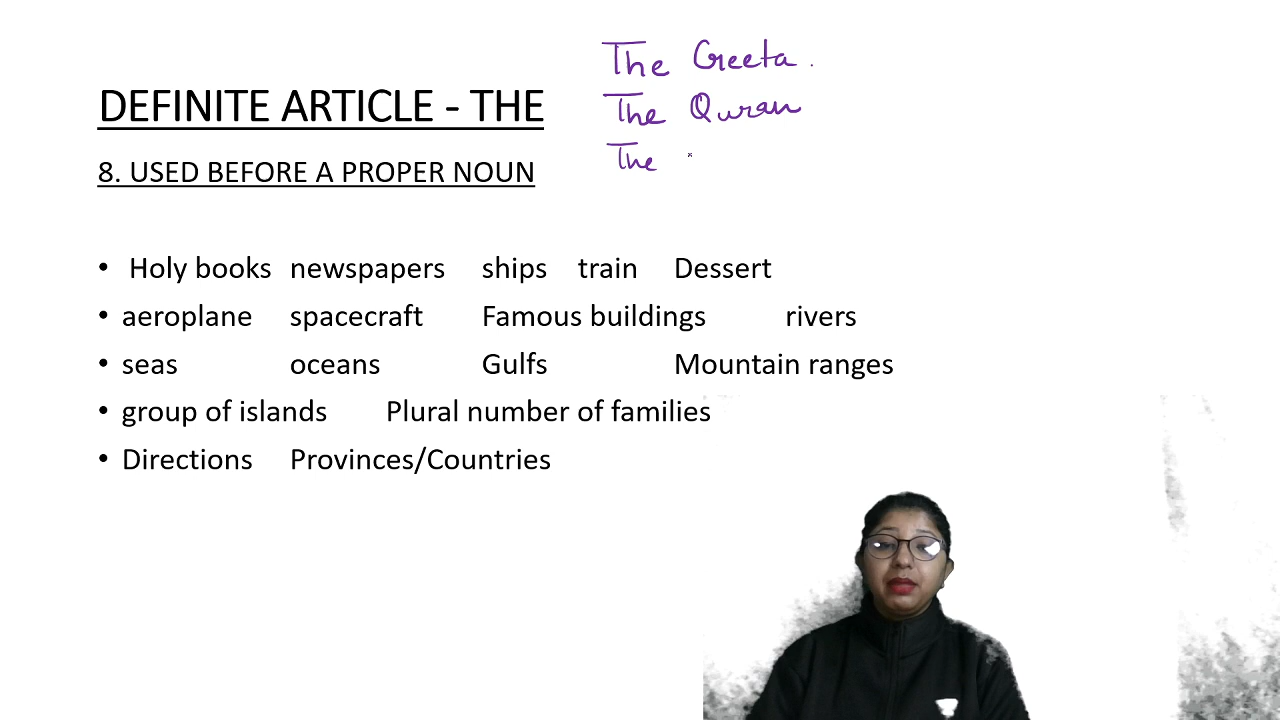 The Geeta .
The Quran
The
DEFINITE ARTICLE - THE
8. USED BEFORE A PROPER NOUN
• Holy books newspapers ships train Dessert
• aeroplane spacecraft Famous buildings rivers
• seas oceans Gulfs Mountain ranges
• group of islands Plural number of families
• Directions Provinces/Countries